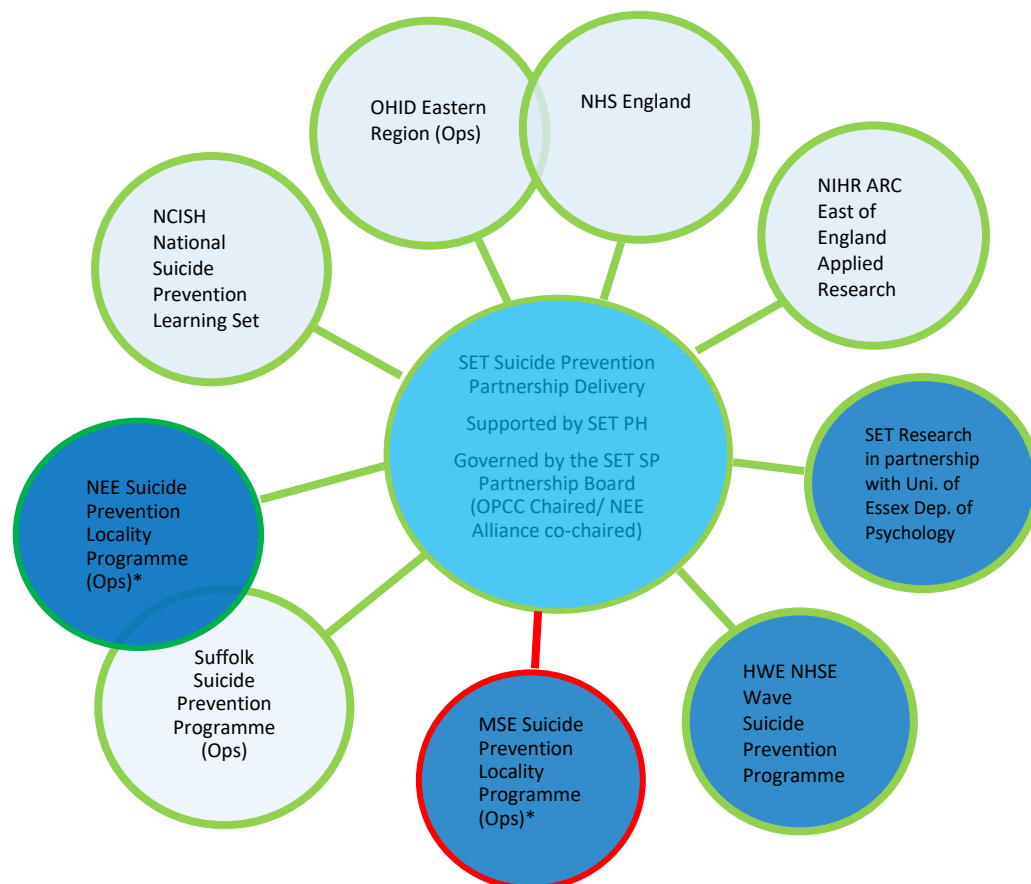 OHID Eastern
Region (Ops)
NHS England
NCISH
National
Suicide
Prevention
Learning Set
NIHR ARC
East of
England
Applied
Research
SET Suicide Prevention
Partnership Delivery
Supported by SET PH
Governed by the SET SP
Partnership Board
(OPCC Chaired/ NEE
Alliance co-chaired)
SET Research
in partnership
with Uni. of
Essex Dep. of
Psychology
NEE Suicide
Prevention
Locality
Programme
(Ops)*
Suffolk
Suicide
Prevention
Programme
(Ops)
MSE Suicide
Prevention
Locality
Programme
(Ops)*
HWE NHSE
Wave
Suicide
Prevention
Programme